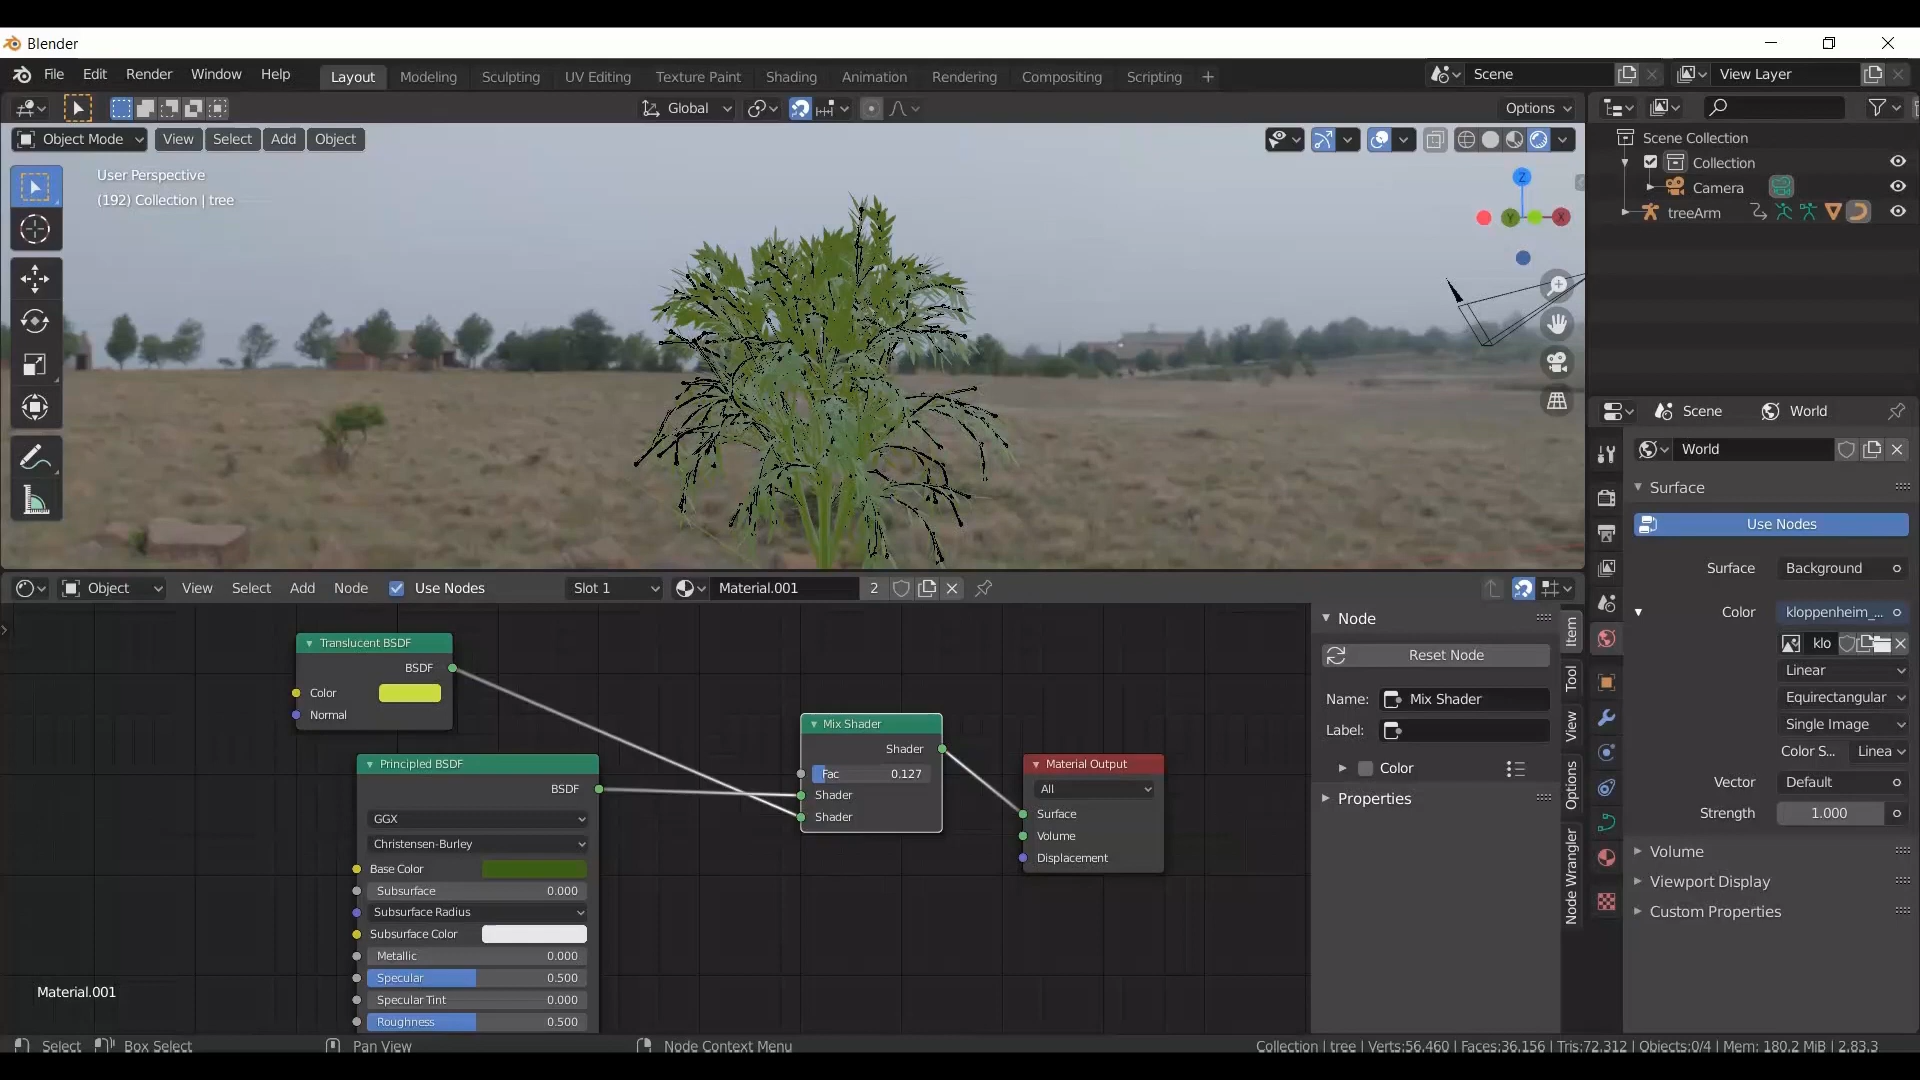 Blender
File Edit Render Window Help Layout Modeling Sculpting UV Editing Texture Paint Shading Animation Rendering Compositing Scripting + Scene View Layer
Global Options
Object Mode View Select Add Object
User Perspective
(192) Collection | tree
Z
Y X
Scene Collection
Collection
Camera
treeArm
Scene World
World
Surface
Use Nodes
Surface Background
Color kloppenheim_...
klo
Linear
Equirectangular
Single Image
Color S... Linea
Vector Default
Strength 1.000
Volume
Viewport Display
Custom Properties
Object View Select Add Node Use Nodes Slot 1 Material.001 2
Translucent BSDF
BSDF
Color
Normal
Principled BSDF
BSDF
GGX
Christensen-Burley
Base Color
Subsurface 0.000
Subsurface Radius
Subsurface Color
Metallic 0.000
Specular 0.500
Specular Tint 0.000
Roughness 0.500
Mix Shader
Shader
Fac 0.127
Shader
Shader
Material Output
All
Surface
Volume
Displacement
Node
Reset Node
Name: Mix Shader
Label:
Color
Properties
Item
Tool
View
Options
Node Wrangler
Material.001
Select Box Select Pan View Node Context Menu Collection | tree | Verts:56,460 | Faces:36,156 | Tris:72,312 | Objects:0/4 | Mem: 180.2 MiB | 2.83.3